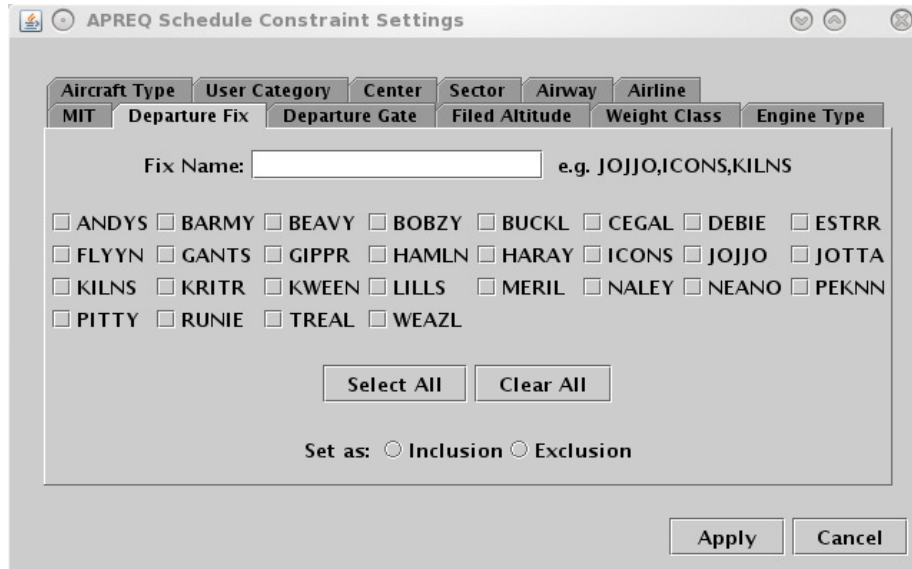 APREQ Schedule Constraint Settings
Aircraft Type User Category Center Sector Airway Airline
MIT Departure Fix Departure Gate Filed Altitude Weight Class Engine Type
Fix Name: e.g. JOJJO,ICONS,KILNS
ANDYS BARMY BEAVY BOBZY BUCKL CEGAL DEBIE ESTRR
FLYYN GANTS GIPPR HAMLN HARAY ICONS JOJJO JOTTA
KILNS KRITR KWEEN LILLS MERIL NALEY NEANO PEKNN
PITTY RUNIE TREAL WEAZL
Select All Clear All
Set as: Inclusion Exclusion
Apply Cancel